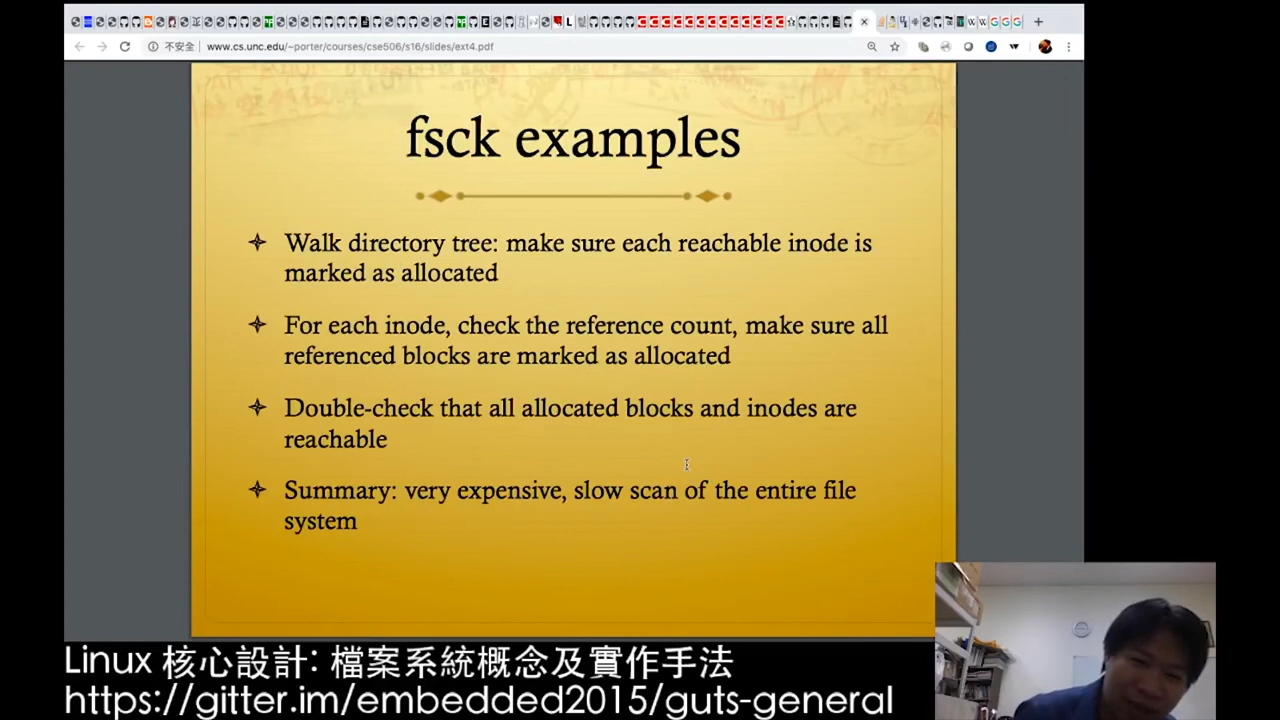 不安全
www.cs.unc.edu/~porter/courses/cse506/s16/slides/ext4.pdf
fsck examples
Walk directory tree: make sure each reachable inode is
marked as allocated
For each inode, check the reference count, make sure all
referenced blocks are marked as allocated
Double-check that all allocated blocks and inodes are
reachable
Summary: very expensive, slow scan of the entire file
system
Linux 核心設計: 檔案系統概念及實作手法
https://gitter.im/embedded2015/guts-general